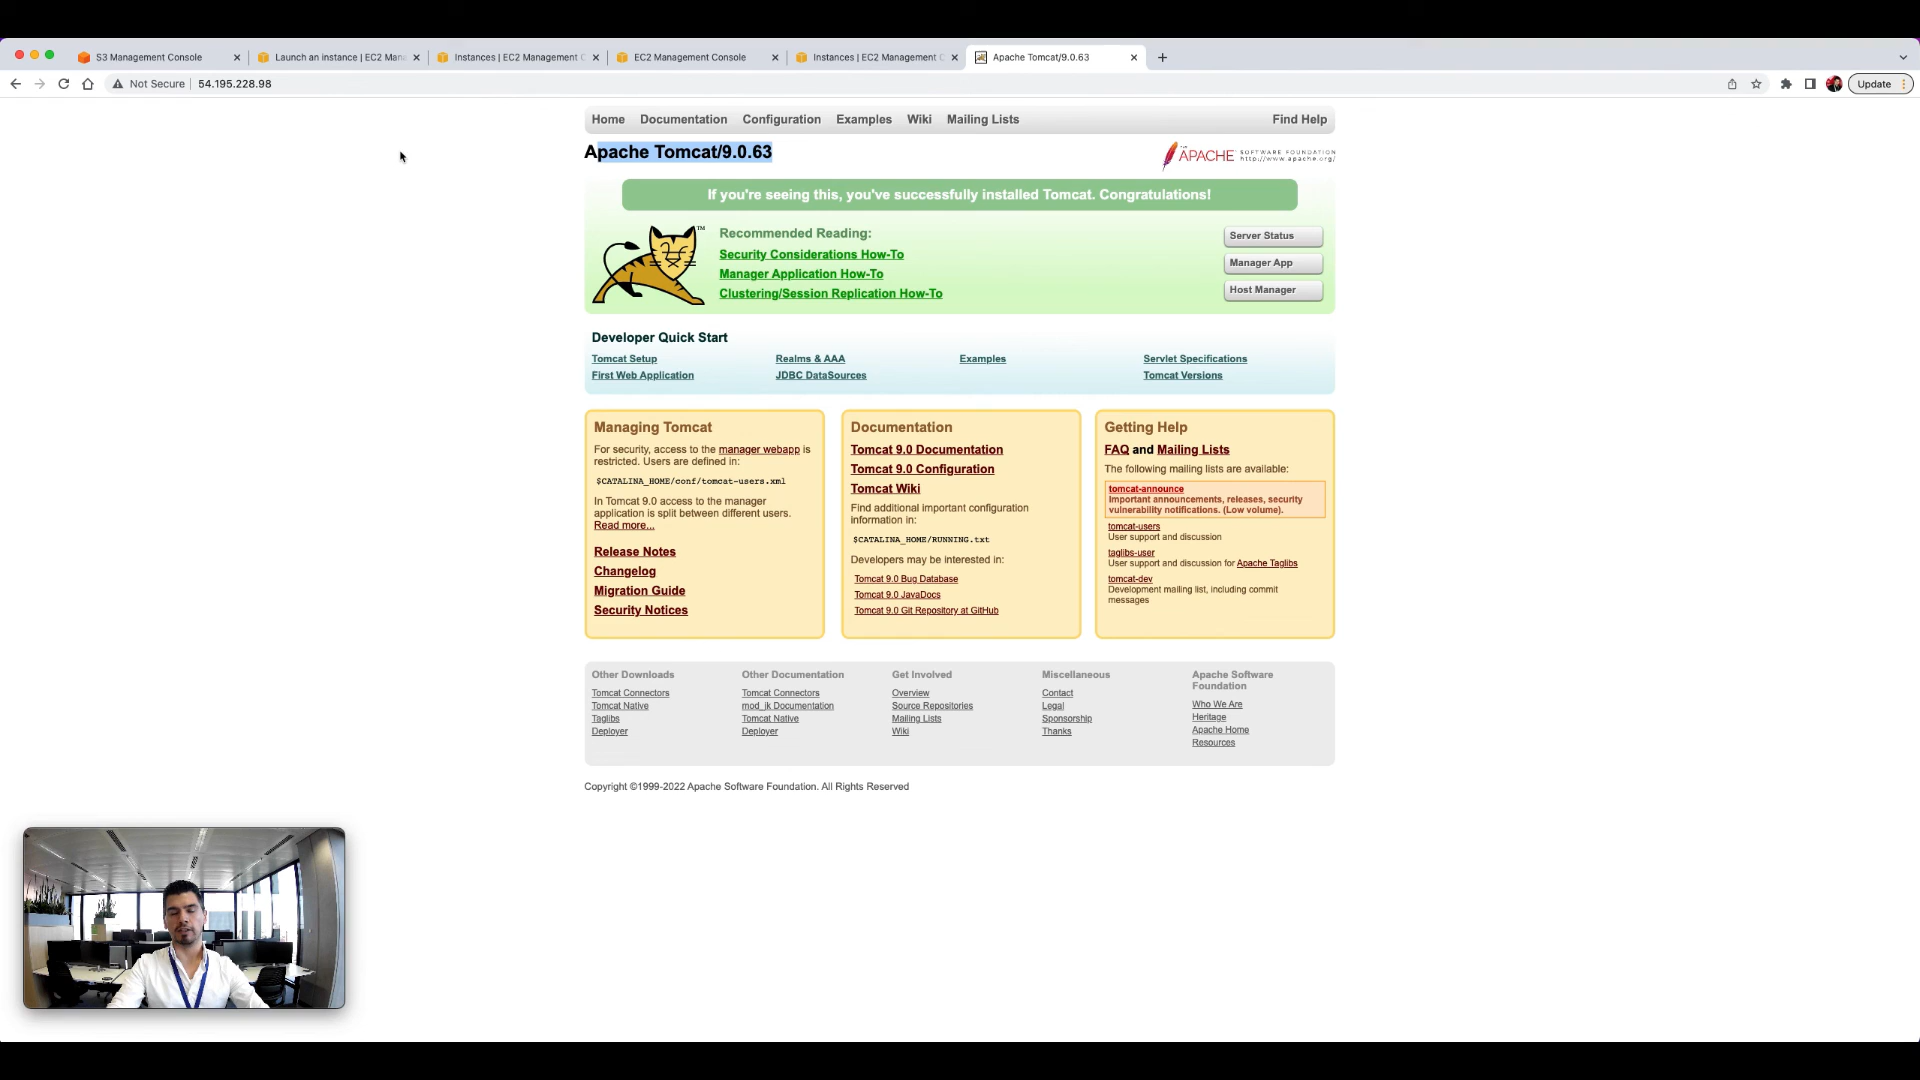 S3 Management Console
Launch an instance | EC2 Mana
Instances | EC2 Management C
EC2 Management Console
Instances | EC2 Management C
Apache Tomcat/9.0.63
Not Secure
54.195.228.98
Update
Home
Documentation
Configuration
Examples
Wiki
Mailing Lists
Find Help
Apache Tomcat/9.0.63
THE
APACHE
SOFTWARE FOUNDATION
http://www.apache.org/
If you're seeing this, you've successfully installed Tomcat. Congratulations!
TM
Recommended Reading:
Security Considerations How-To
Manager Application How-To
Clustering/Session Replication How-To
Server Status
Manager App
Host Manager
Developer Quick Start
Tomcat Setup
First Web Application
Realms & AAA
JDBC DataSources
Examples
Servlet Specifications
Tomcat Versions
Managing Tomcat
For security, access to the manager webapp is
restricted. Users are defined in:
$CATALINA_HOME/conf/tomcat-users.xml
In Tomcat 9.0 access to the manager
application is split between different users.
Read more...
Release Notes
Changelog
Migration Guide
Security Notices
Documentation
Tomcat 9.0 Documentation
Tomcat 9.0 Configuration
Tomcat Wiki
Find additional important configuration
information in:
$CATALINA_HOME/RUNNING.txt
Developers may be interested in:
Tomcat 9.0 Bug Database
Tomcat 9.0 JavaDocs
Tomcat 9.0 Git Repository at GitHub
Getting Help
FAQ and Mailing Lists
The following mailing lists are available:
tomcat-announce
Important announcements, releases, security
vulnerability notifications. (Low volume).
tomcat-users
User support and discussion
taglibs-user
User support and discussion for Apache Taglibs
tomcat-dev
Development mailing list, including commit
messages
Other Downloads
Tomcat Connectors
Tomcat Native
Taglibs
Deployer
Other Documentation
Tomcat Connectors
mod_jk Documentation
Tomcat Native
Deployer
Get Involved
Overview
Source Repositories
Mailing Lists
Wiki
Miscellaneous
Contact
Legal
Sponsorship
Thanks
Apache Software
Foundation
Who We Are
Heritage
Apache Home
Resources
Copyright ©1999-2022 Apache Software Foundation. All Rights Reserved